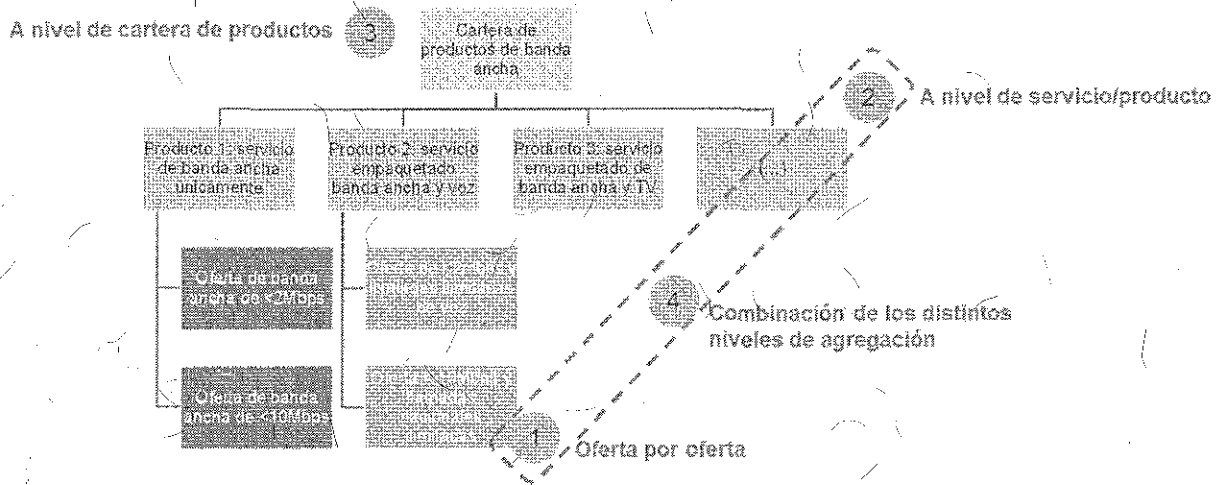 A nivel de cartera de productos
3
Cartera de
productos de banda
ancha
2
A nivel de servicio/producto
Producto 1: servicio
de banda ancha
únicamente
Producto 2: servicio
empaquetado
banda ancha y voz
Producto 3: servicio
empaquetado de
banda ancha y TV
(...)
Oferta de banda
ancha de <2Mbps
4
Combinación de los distintos
niveles de agregación
Oferta de banda
ancha de <10Mbps
1
Oferta por oferta